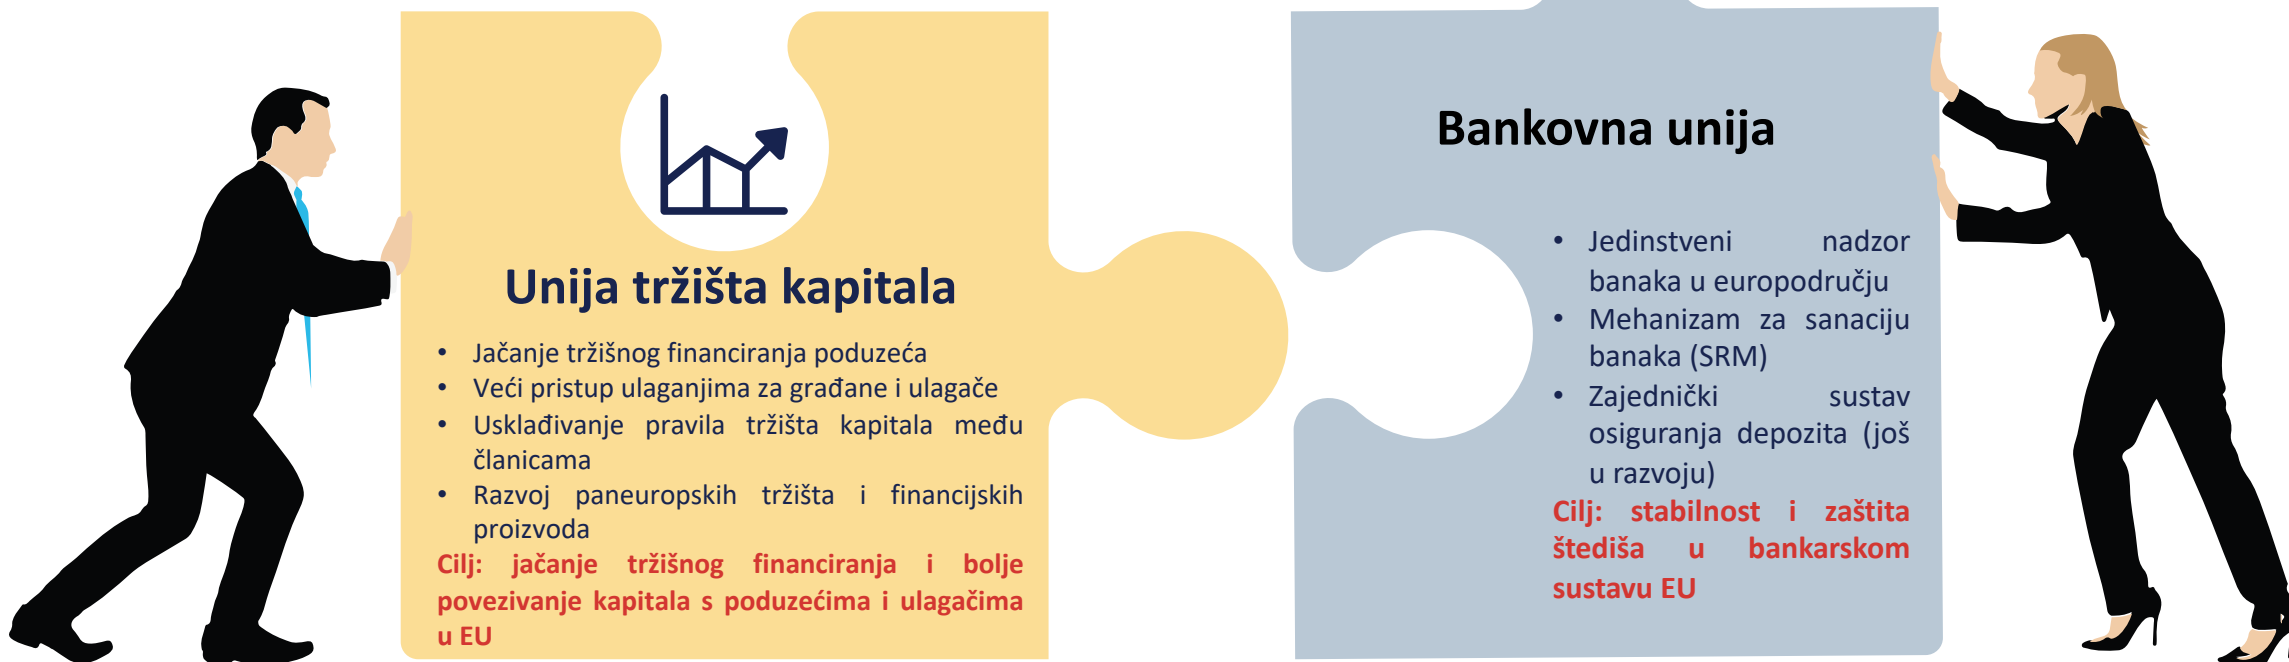 Unija tržišta kapitala
• Jačanje tržišnog financiranja poduzeća
• Veći pristup ulaganjima za građane i ulagače
• Usklađivanje pravila tržišta kapitala među
članicama
• Razvoj paneuropskih tržišta i financijskih
proizvoda
Cilj: jačanje tržišnog financiranja i bolje
povezivanje kapitala s poduzećima i ulagačima
u EU
Bankovna unija
• Jedinstveni nadzor
banaka u europodručju
• Mehanizam za sanaciju
banaka (SRM)
• Zajednički sustav
osiguranja depozita (još
u razvoju)
Cilj: stabilnost i zaštita
štediša u bankarskom
sustavu EU